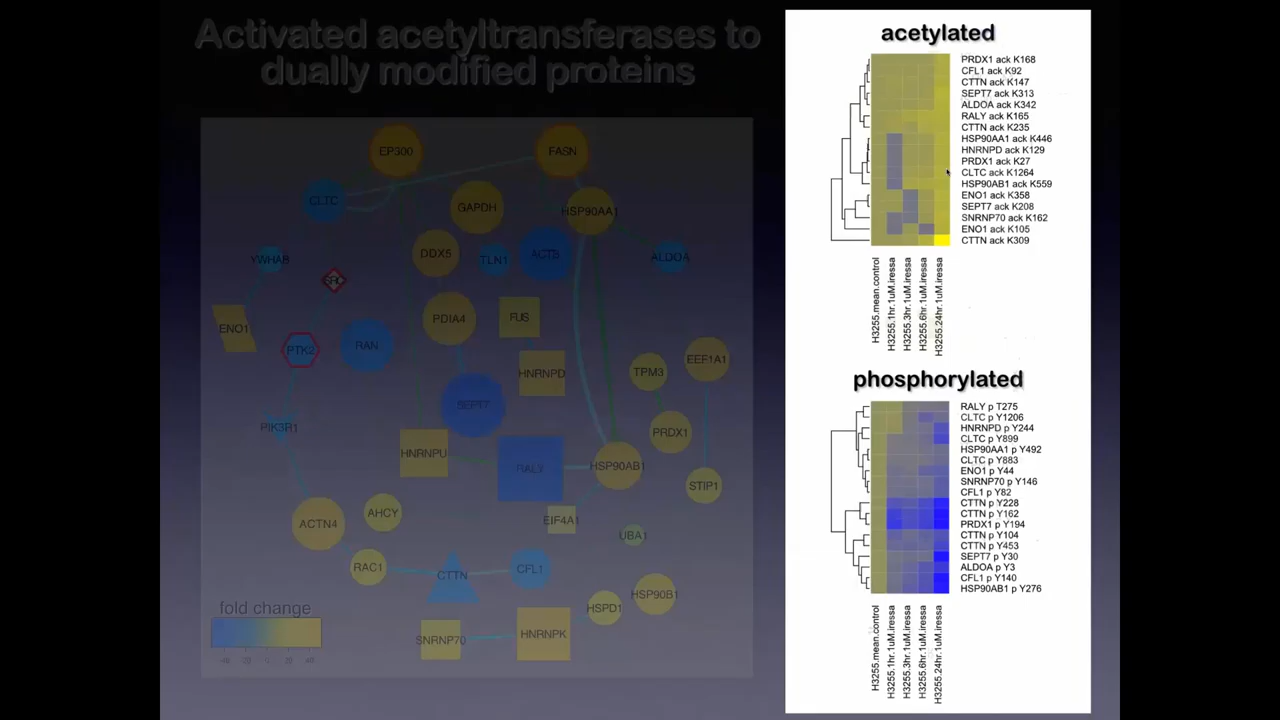 Activated acetyltransferases to
dually modified proteins
EP300
FASN
CLTC
GAPDH
HSP90AA1
DDX5
TLN1
ACTB
ALDOA
YWHAB
SRC
ENO1
PTK2
RAN
PDIA4
FUS
HNRNPD
TPM3
EEF1A1
SEPT7
PIK3R1
PRDX1
HNRNPU
RALY
HSP90AB1
STIP1
ACTN4
AHCY
EIF4A1
UBA1
RAC1
CTTN
CFL1
HSP90B1
HSPD1
SNRNP70
HNRNPK
fold change
-40 -20 0 20 40
acetylated
PRDX1 ack K168
CFL1 ack K92
CTTN ack K147
SEPT7 ack K313
ALDOA ack K342
RALY ack K165
CTTN ack K235
HSP90AA1 ack K446
HNRNPD ack K129
PRDX1 ack K27
CLTC ack K1264
HSP90AB1 ack K559
ENO1 ack K358
SEPT7 ack K208
SNRNP70 ack K162
ENO1 ack K105
CTTN ack K309
H3255.mean.control
H3255.1hr.1uM.iressa
H3255.3hr.1uM.iressa
H3255.6hr.1uM.iressa
H3255.24hr.1uM.iressa
phosphorylated
RALY p T275
CLTC p Y1206
HNRNPD p Y244
CLTC p Y899
HSP90AA1 p Y492
CLTC p Y883
ENO1 p Y44
SNRNP70 p Y146
CFL1 p Y82
CTTN p Y228
CTTN p Y162
PRDX1 p Y194
CTTN p Y104
CTTN p Y453
SEPT7 p Y30
ALDOA p Y3
CFL1 p Y140
HSP90AB1 p Y276
H3255.mean.control
H3255.1hr.1uM.iressa
H3255.3hr.1uM.iressa
H3255.6hr.1uM.iressa
H3255.24hr.1uM.iressa